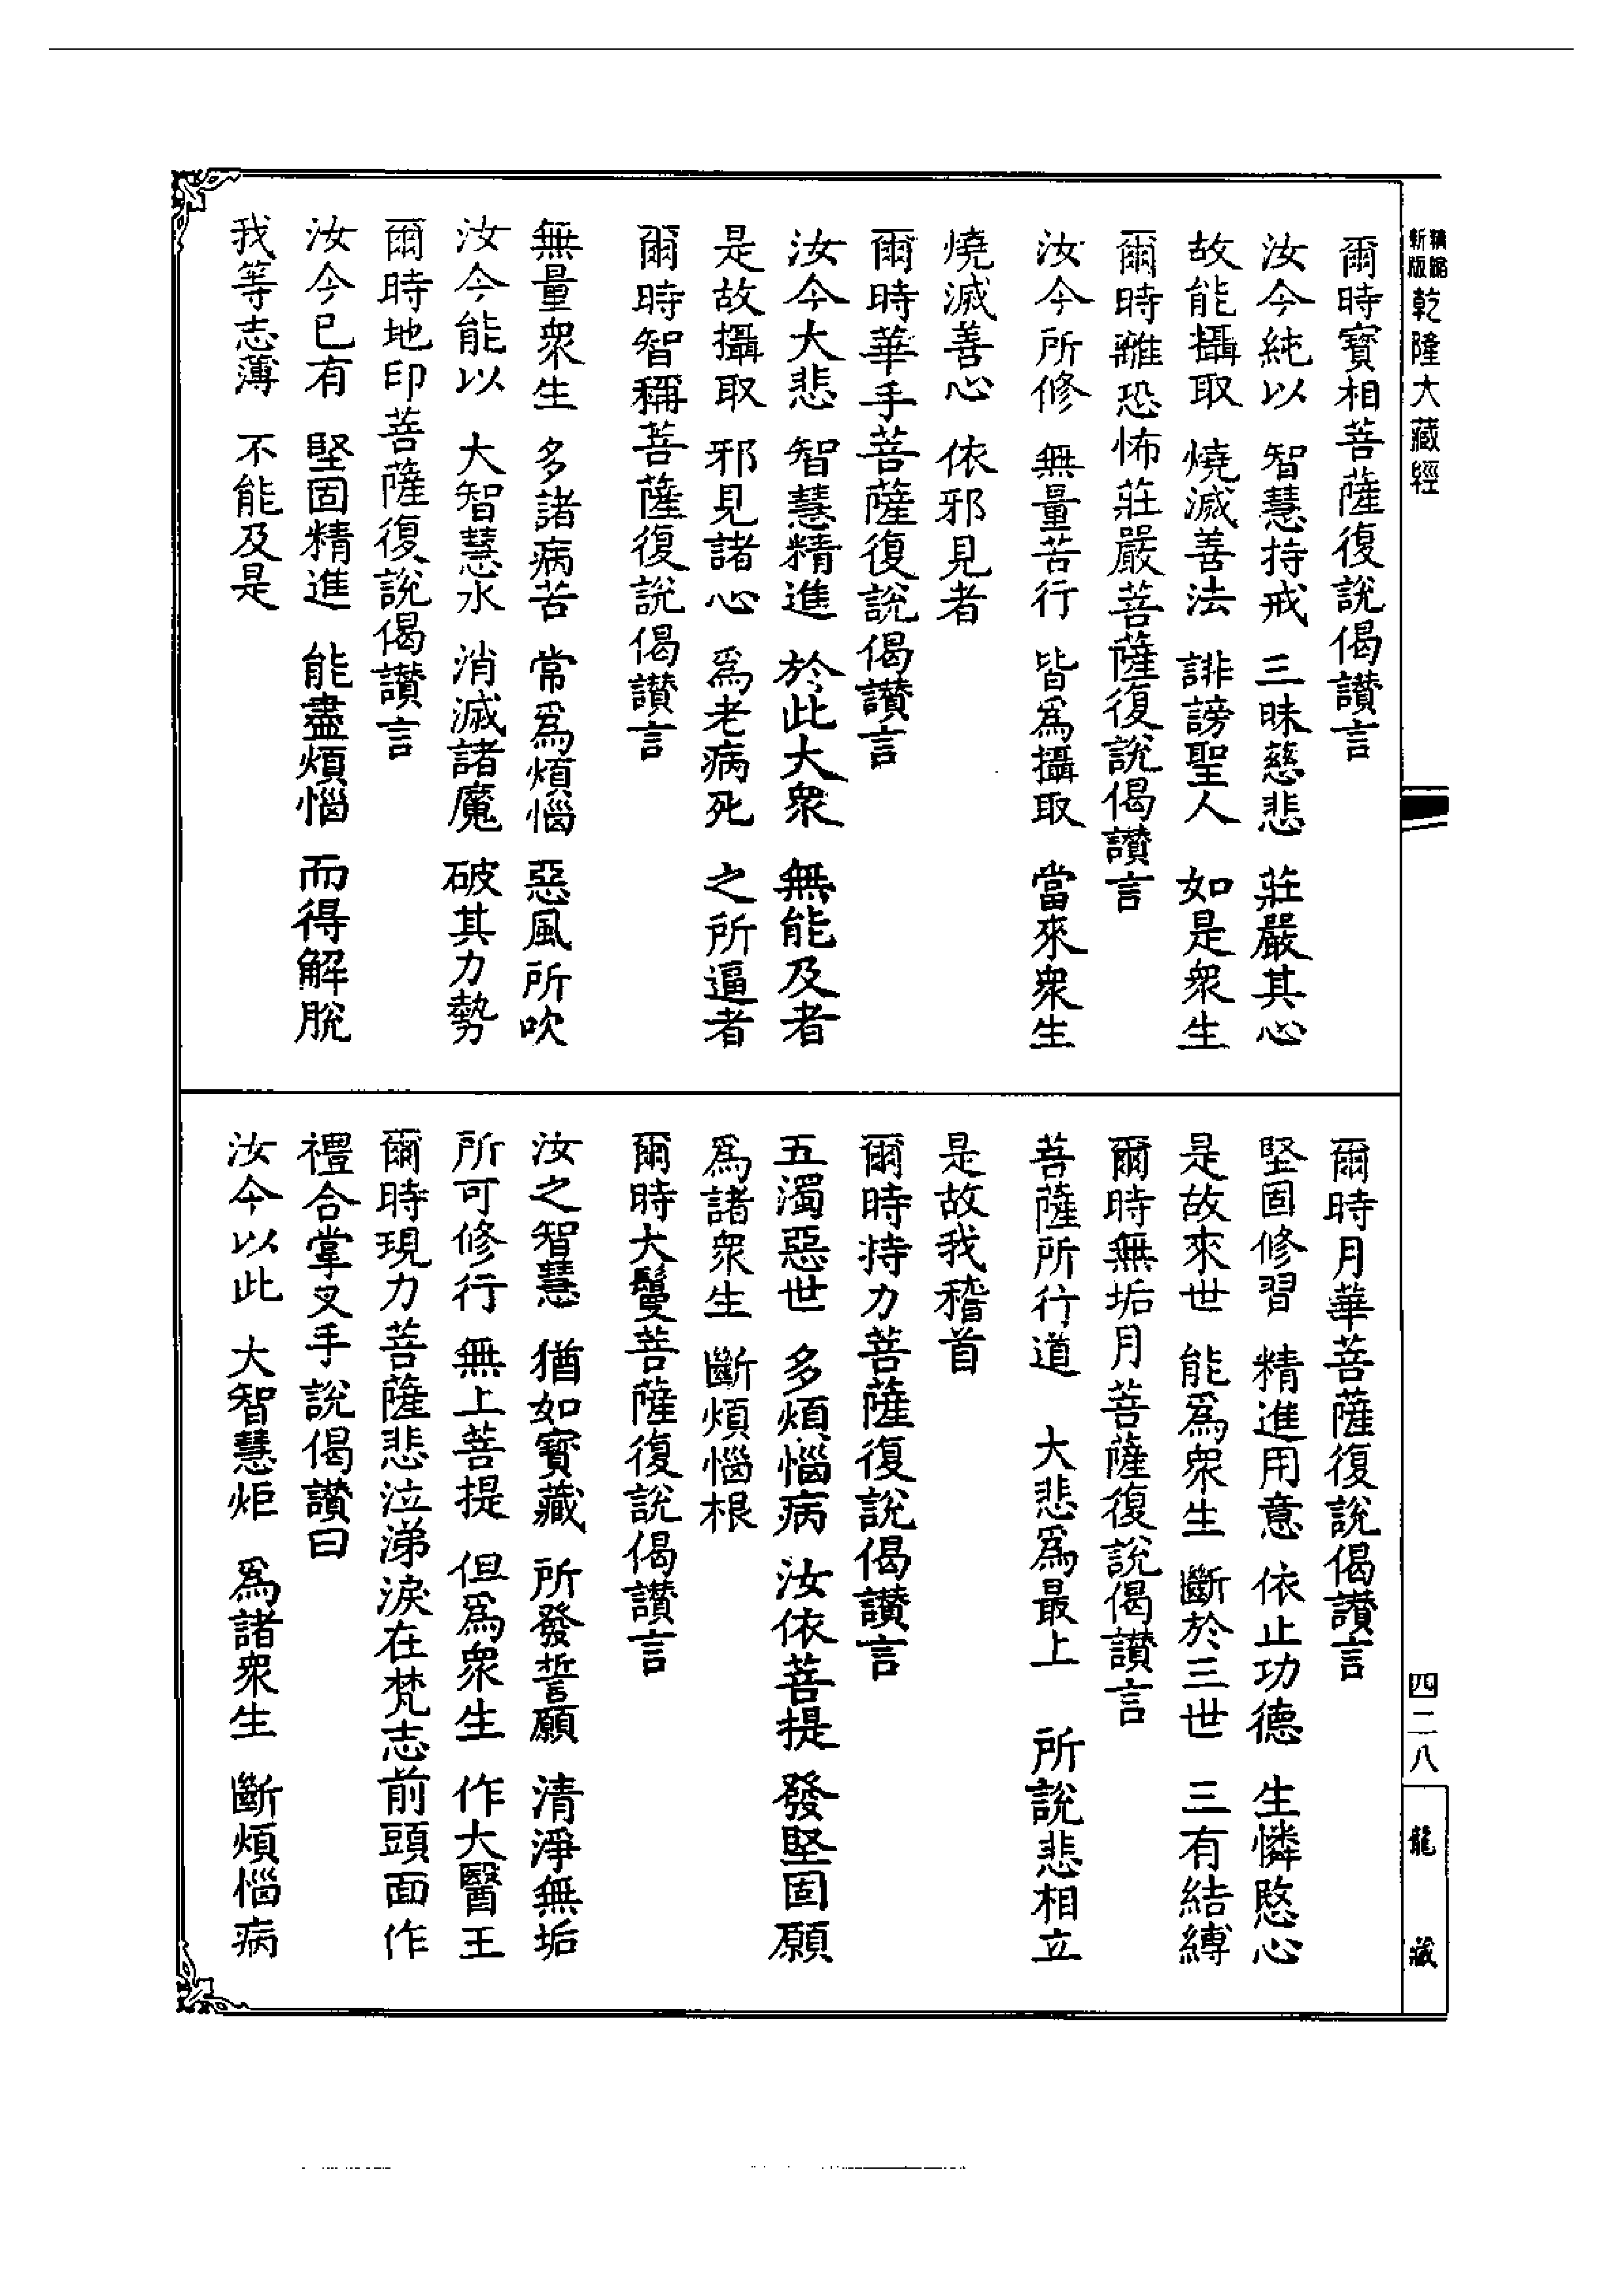 精縮新版乾隆大藏經
爾時寶相菩薩復說偈讚言
汝今純以　智慧持戒　三昧慈悲　莊嚴其心
故能攝取　燒滅善法　誹謗聖人　如是衆生
爾時離恐怖莊嚴菩薩復說偈讚言
汝今所修　無量苦行　皆爲攝取　當來衆生
燒滅善心　依邪見者
爾時華手菩薩復說偈讚言
汝今大悲　智慧精進　於此大衆　無能及者
是故攝取　邪見諸心　爲老病死　之所逼者
爾時智稱菩薩復說偈讚言
無量衆生　多諸病苦　常爲煩惱　惡風所吹
汝今能以　大智慧水　消滅諸魔　破其力勢
爾時地印菩薩復說偈讚言
汝今已有　堅固精進　能盡煩惱　而得解脫
我等志薄　不能及是
爾時月華菩薩復說偈讚言
堅固修習　精進用意　依止功德　生憐愍心
是故來世　能爲衆生　斷於三世　三有結縛
爾時無垢月菩薩復說偈讚言
菩薩所行道　大悲爲最上　所說悲相立
是故我稽首
爾時持力菩薩復說偈讚言
五濁惡世　多煩惱病　汝依菩提　發堅固願
爲諸衆生　斷煩惱根
爾時大鬘菩薩復說偈讚言
汝之智慧　猶如寶藏　所發誓願　清淨無垢
所可修行　無上菩提　但爲衆生　作大醫王
爾時現力菩薩悲泣涕淚在梵志前頭面作
禮合掌叉手說偈讚曰
汝今以此　大智慧炬　爲諸衆生　斷煩惱病
四二八
龍藏